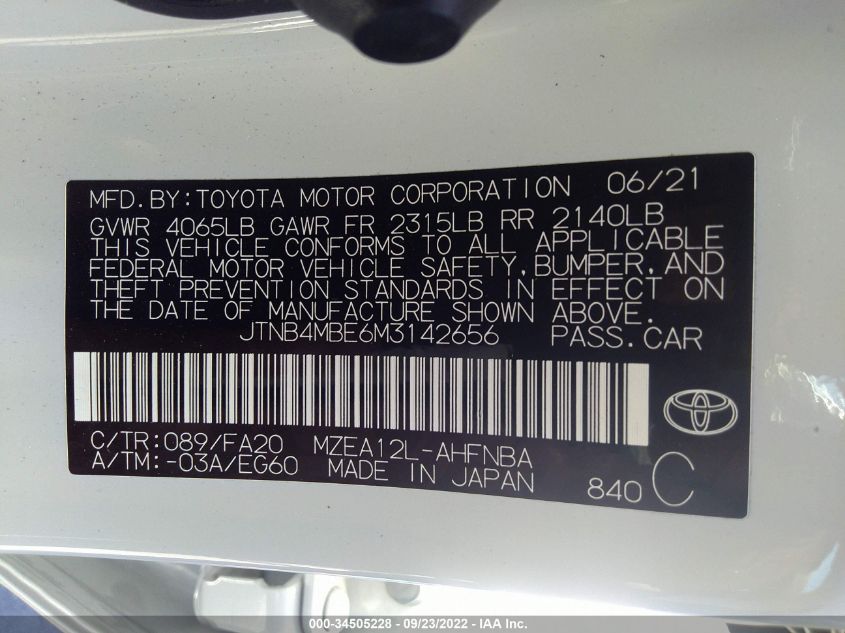 MFD.BY:TOYOTA MOTOR CORPORATION 06/21
GVWR 4065LB GAWR FR 2315LB RR 2140LB
THIS VEHICLE CONFORMS TO ALL APPLICABLE
FEDERAL MOTOR VEHICLE SAFETY,BUMPER,AND
THEFT PREVENTION STANDARDS IN EFFECT ON
THE DATE OF MANUFACTURE SHOWN ABOVE.
JTNB4MBE6M3142656 PASS.CAR
C/TR:089/FA20 MZEA12L-AHFNBA
A/TM:-03A/EG60 MADE IN JAPAN 840 C
000-34505228 - 09/23/2022 - IAA Inc.